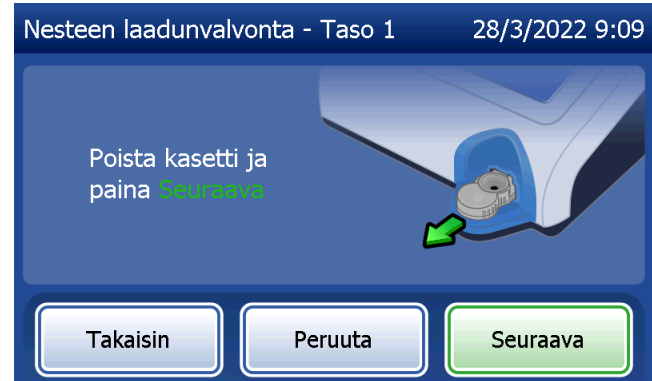 Nesteen laadunvalvonta - Taso 1 28/3/2022 9:09
Poista kasetti ja
paina Seuraava
Takaisin Peruuta Seuraava